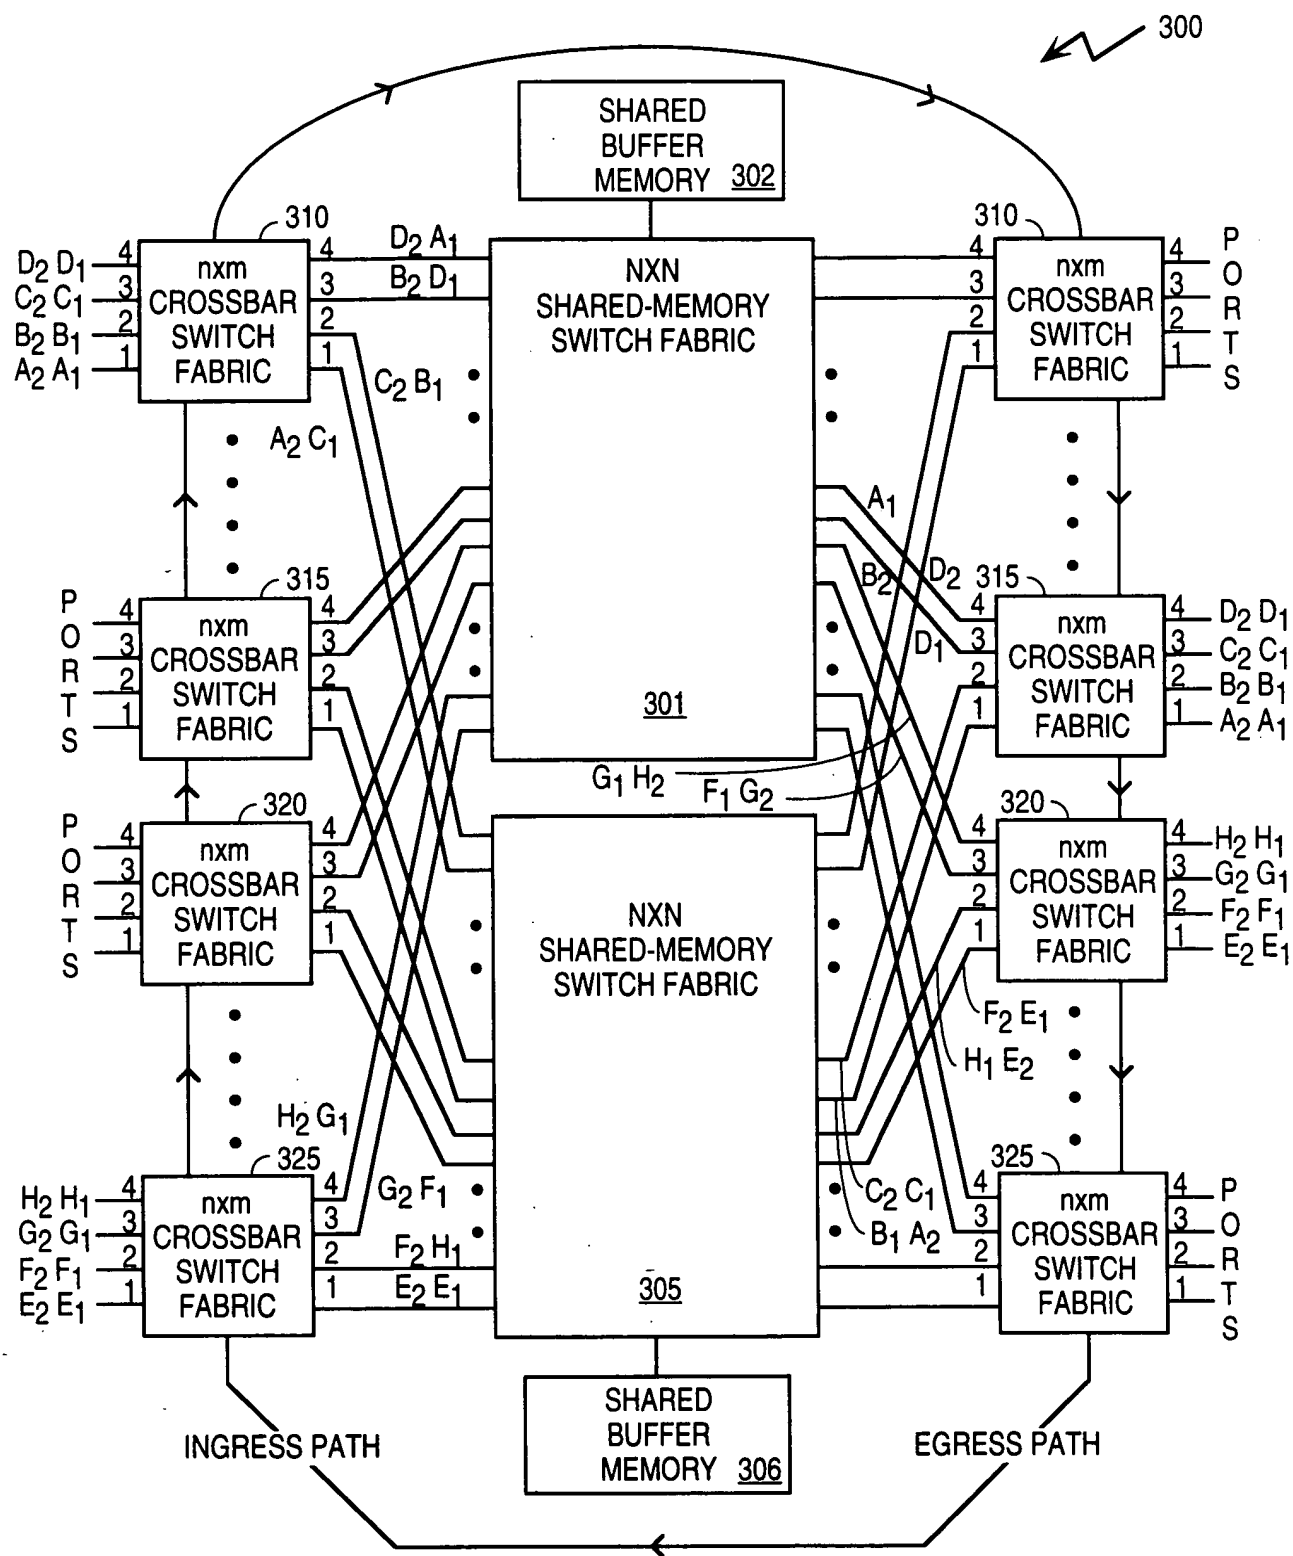 300
SHARED
BUFFER
MEMORY 302
310
D2 D1 4
C2 C1 3
B2 B1 2
A2 A1 1
nxm
CROSSBAR
SWITCH
FABRIC
4 D2 A1
3 B2 D1
2
1
C2 B1
A2 C1
NXN
SHARED-MEMORY
SWITCH FABRIC
301
310
4
3
2
1
nxm
CROSSBAR
SWITCH
FABRIC
4
3
2
1
PORTS
315
PORTS
4
3
2
1
nxm
CROSSBAR
SWITCH
FABRIC
4
3
2
1
A1
D2
B2
D1
G1 H2
F1 G2
315
4
3
2
1
nxm
CROSSBAR
SWITCH
FABRIC
4 D2 D1
3 C2 C1
2 B2 B1
1 A2 A1
320
PORTS
4
3
2
1
nxm
CROSSBAR
SWITCH
FABRIC
4
3
2
1
NXN
SHARED-MEMORY
SWITCH FABRIC
305
320
4
3
2
1
nxm
CROSSBAR
SWITCH
FABRIC
4 H2 H1
3 G2 G1
2 F2 F1
1 E2 E1
F2 E1
H1 E2
C2 C1
B1 A2
H2 G1
G2 F1
325
H2 H1 4
G2 G1 3
F2 F1 2
E2 E1 1
nxm
CROSSBAR
SWITCH
FABRIC
4
3
2 F2 H1
1 E2 E1
325
4
3
2
1
nxm
CROSSBAR
SWITCH
FABRIC
4
3
2
1
PORTS
SHARED
BUFFER
MEMORY 306
INGRESS PATH
EGRESS PATH